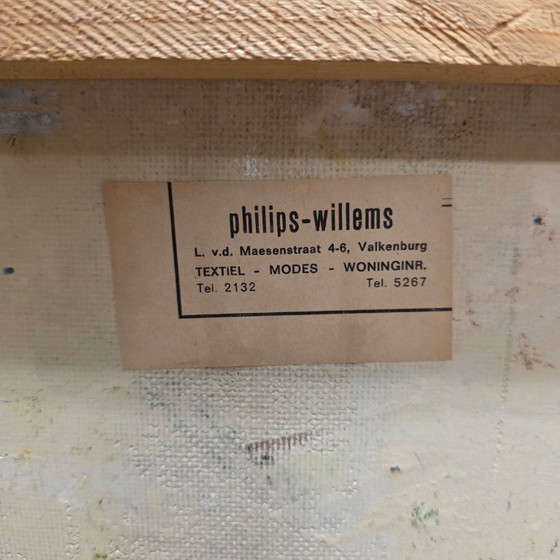 philips-willems
L. v.d. Maesenstraat 4-6, Valkenburg
TEXTIEL - MODES - WONINGINR.
Tel. 2132 Tel. 5267